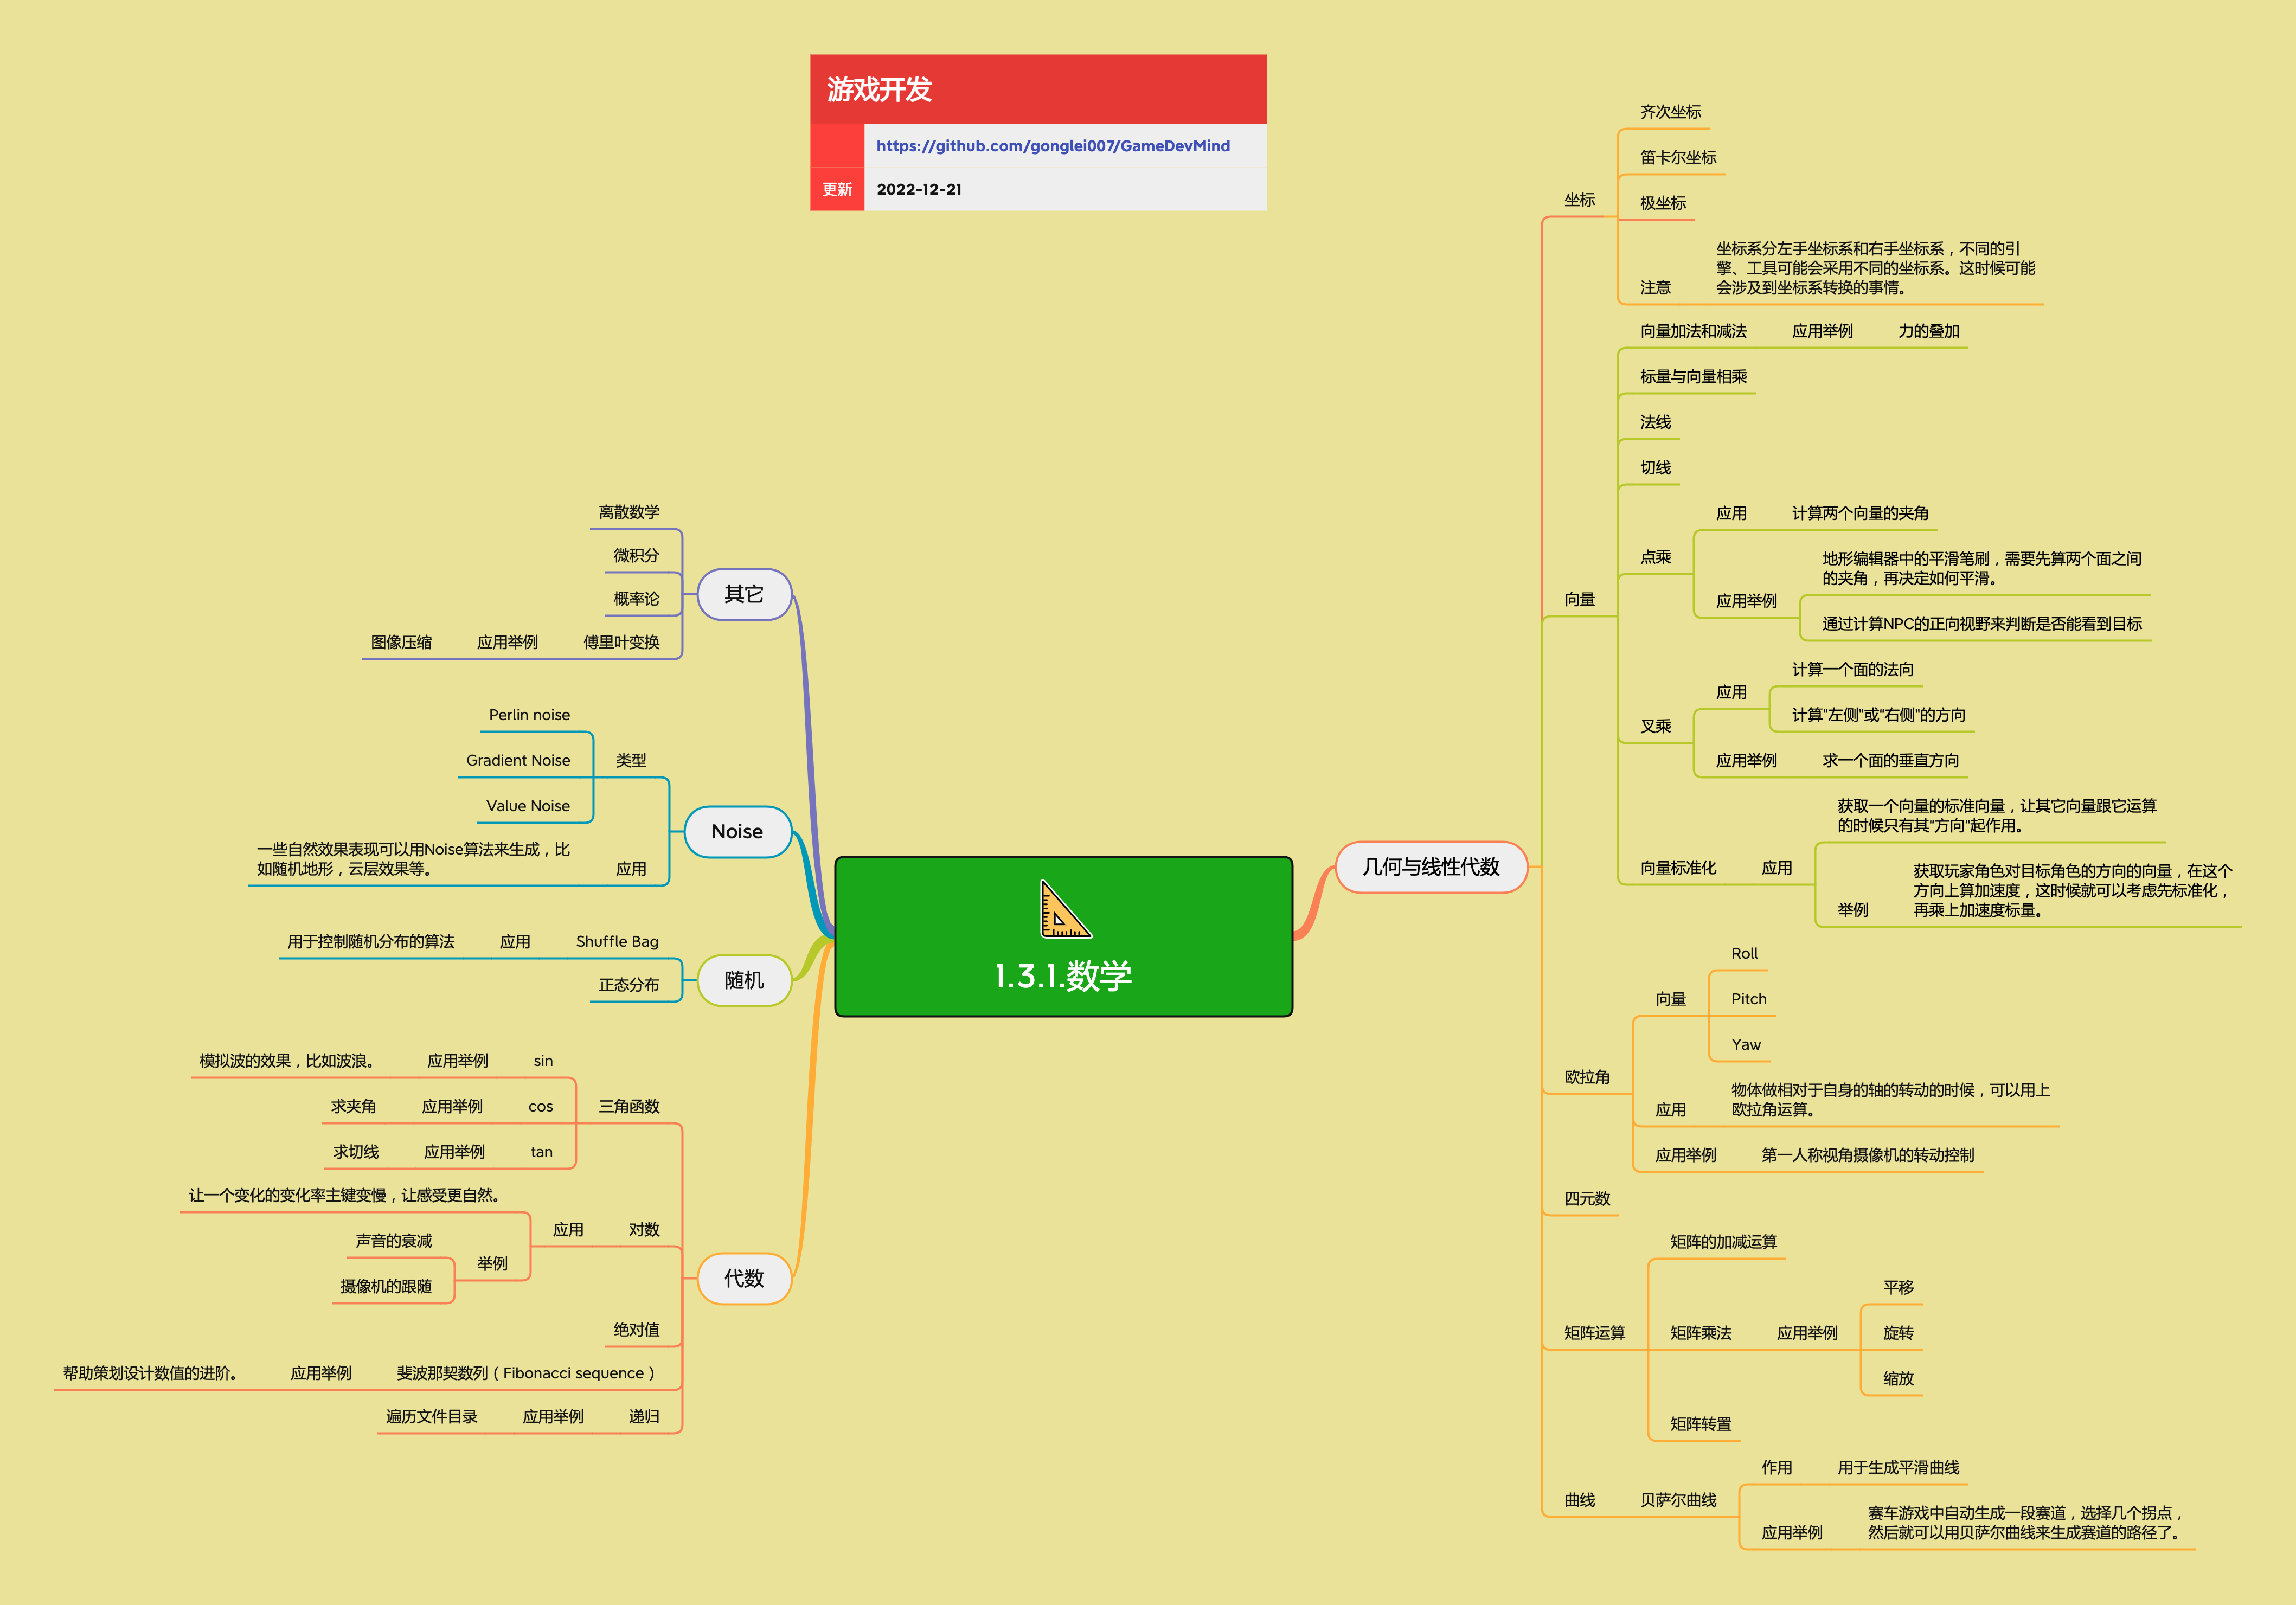 游戏开发
https://github.com/gonglei007/GameDevMind
更新
2022-12-21
1.3.1.数学
几何与线性代数
坐标
齐次坐标
笛卡尔坐标
极坐标
注意
坐标系分左手坐标系和右手坐标系，不同的引
擎、工具可能会采用不同的坐标系。这时候可能
会涉及到坐标系转换的事情。
向量
向量加法和减法
应用举例
力的叠加
标量与向量相乘
法线
切线
点乘
应用
计算两个向量的夹角
应用举例
地形编辑器中的平滑笔刷，需要先算两个面之间
的夹角，再决定如何平滑。
通过计算NPC的正向视野来判断是否能看到目标
叉乘
应用
计算一个面的法向
计算"左侧"或"右侧"的方向
应用举例
求一个面的垂直方向
向量标准化
应用
获取一个向量的标准向量，让其它向量跟它运算
的时候只有其"方向"起作用。
举例
获取玩家角色对目标角色的方向的向量，在这个
方向上算加速度，这时候就可以考虑先标准化，
再乘上加速度标量。
欧拉角
向量
Roll
Pitch
Yaw
应用
物体做相对于自身的轴的转动的时候，可以用上
欧拉角运算。
应用举例
第一人称视角摄像机的转动控制
四元数
矩阵运算
矩阵的加减运算
矩阵乘法
应用举例
平移
旋转
缩放
矩阵转置
曲线
贝萨尔曲线
作用
用于生成平滑曲线
应用举例
赛车游戏中自动生成一段赛道，选择几个拐点，
然后就可以用贝萨尔曲线来生成赛道的路径了。
其它
离散数学
微积分
概率论
傅里叶变换
应用举例
图像压缩
Noise
类型
Perlin noise
Gradient Noise
Value Noise
应用
一些自然效果表现可以用Noise算法来生成，比
如随机地形，云层效果等。
随机
Shuffle Bag
应用
用于控制随机分布的算法
正态分布
代数
三角函数
sin
应用举例
模拟波的效果，比如波浪。
cos
应用举例
求夹角
tan
应用举例
求切线
对数
应用
让一个变化的变化率主键变慢，让感受更自然。
举例
声音的衰减
摄像机的跟随
绝对值
斐波那契数列（Fibonacci sequence）
应用举例
帮助策划设计数值的进阶。
递归
应用举例
遍历文件目录